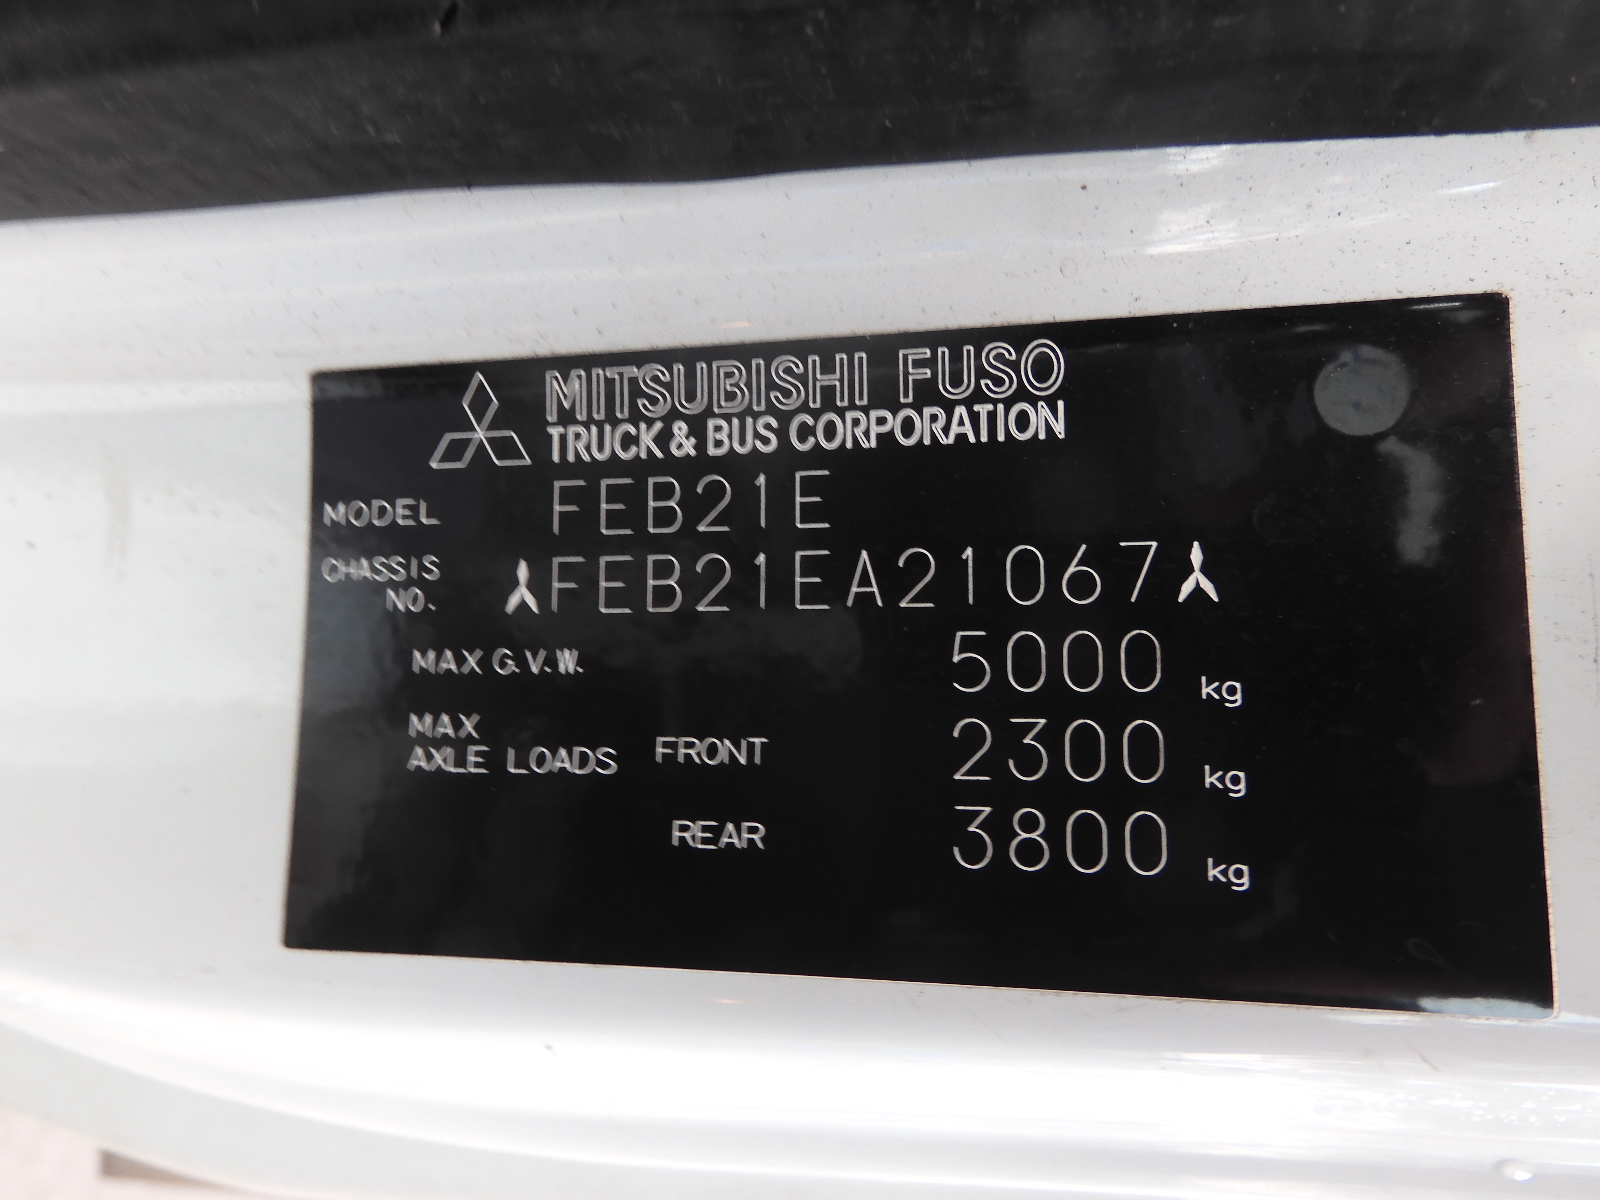 MITSUBISHI FUSO
TRUCK & BUS CORPORATION
MODEL FEB21E
CHASSIS NO. FEB21EA21067
MAX G.V.W. 5000 kg
MAX AXLE LOADS FRONT 2300 kg
REAR 3800 kg